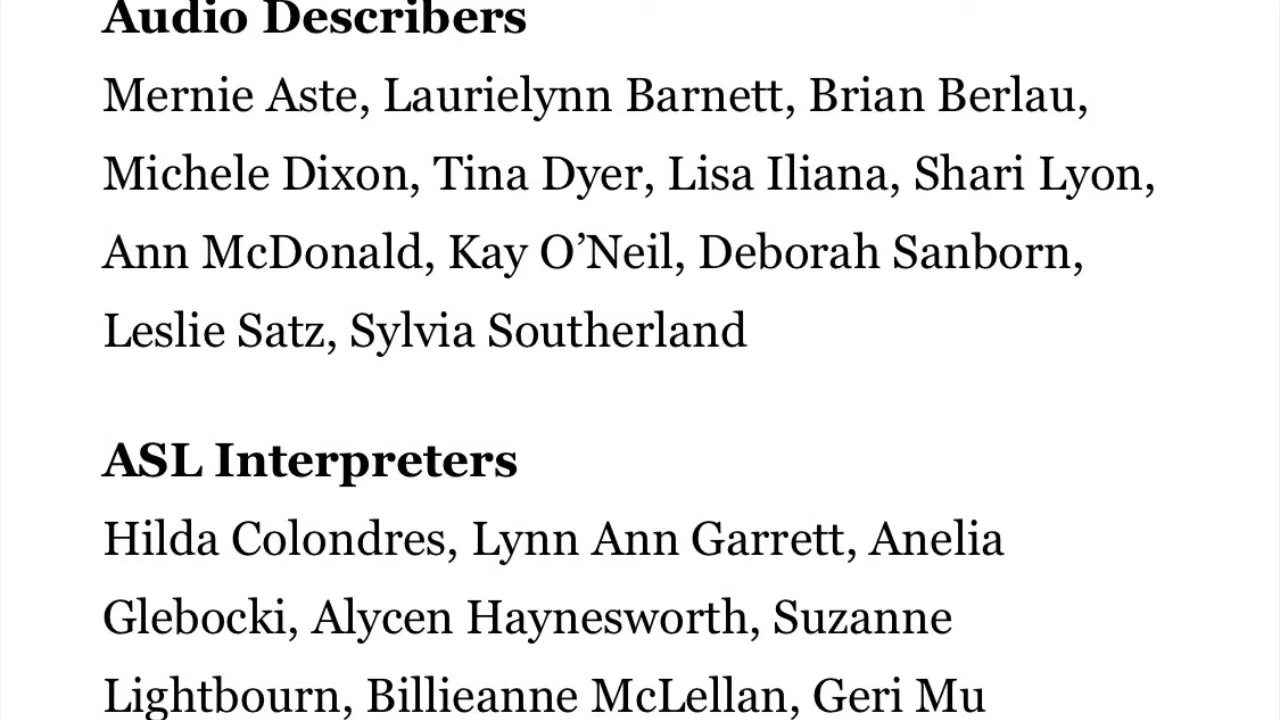 Audio Describers
Mernie Aste, Laurielynn Barnett, Brian Berlau,
Michele Dixon, Tina Dyer, Lisa Iliana, Shari Lyon,
Ann McDonald, Kay O’Neil, Deborah Sanborn,
Leslie Satz, Sylvia Southerland
ASL Interpreters
Hilda Colondres, Lynn Ann Garrett, Anelia
Glebocki, Alycen Haynesworth, Suzanne
Lightbourn, Billieanne McLellan, Geri Mu